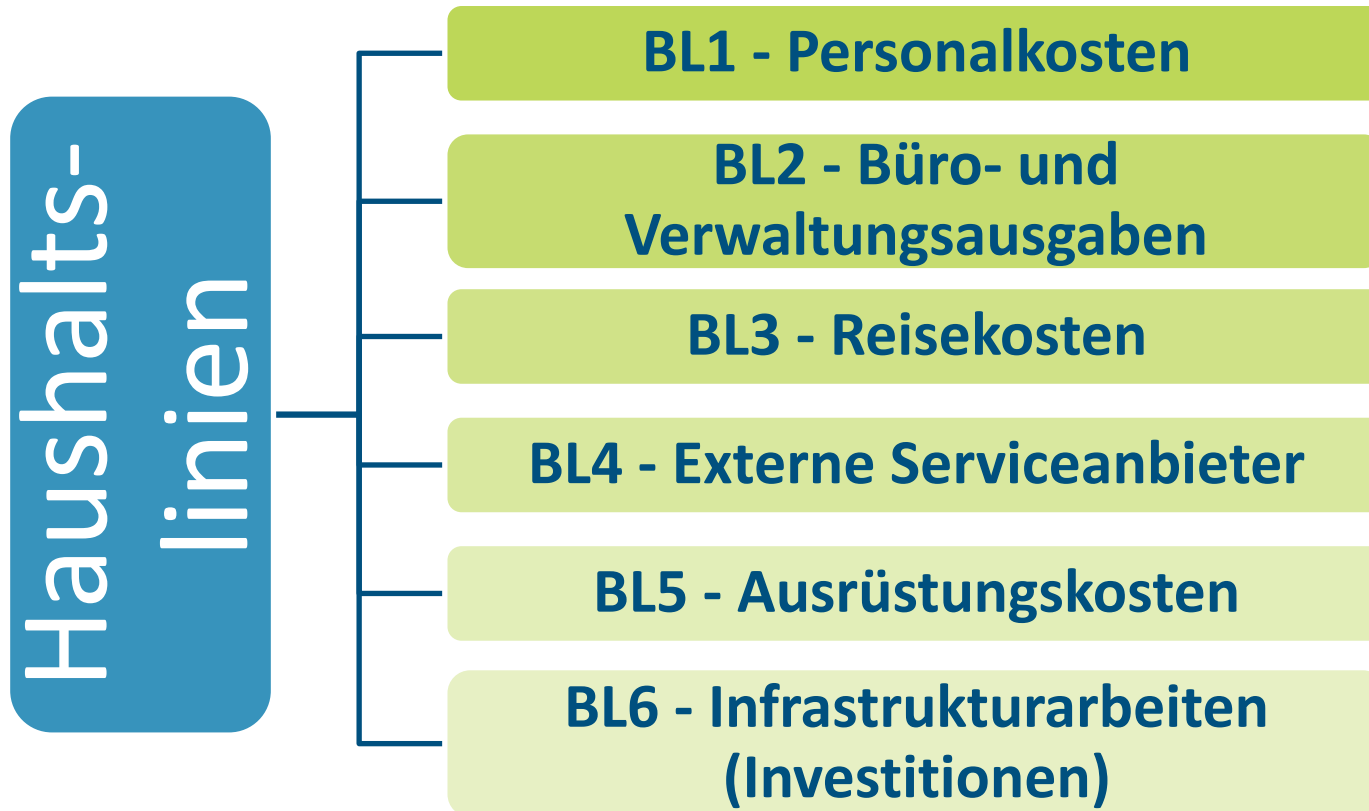 Haushalts-
linien
BL1 - Personalkosten
BL2 - Büro- und
Verwaltungsausgaben
BL3 - Reisekosten
BL4 - Externe Serviceanbieter
BL5 - Ausrüstungskosten
BL6 - Infrastrukturarbeiten
(Investitionen)